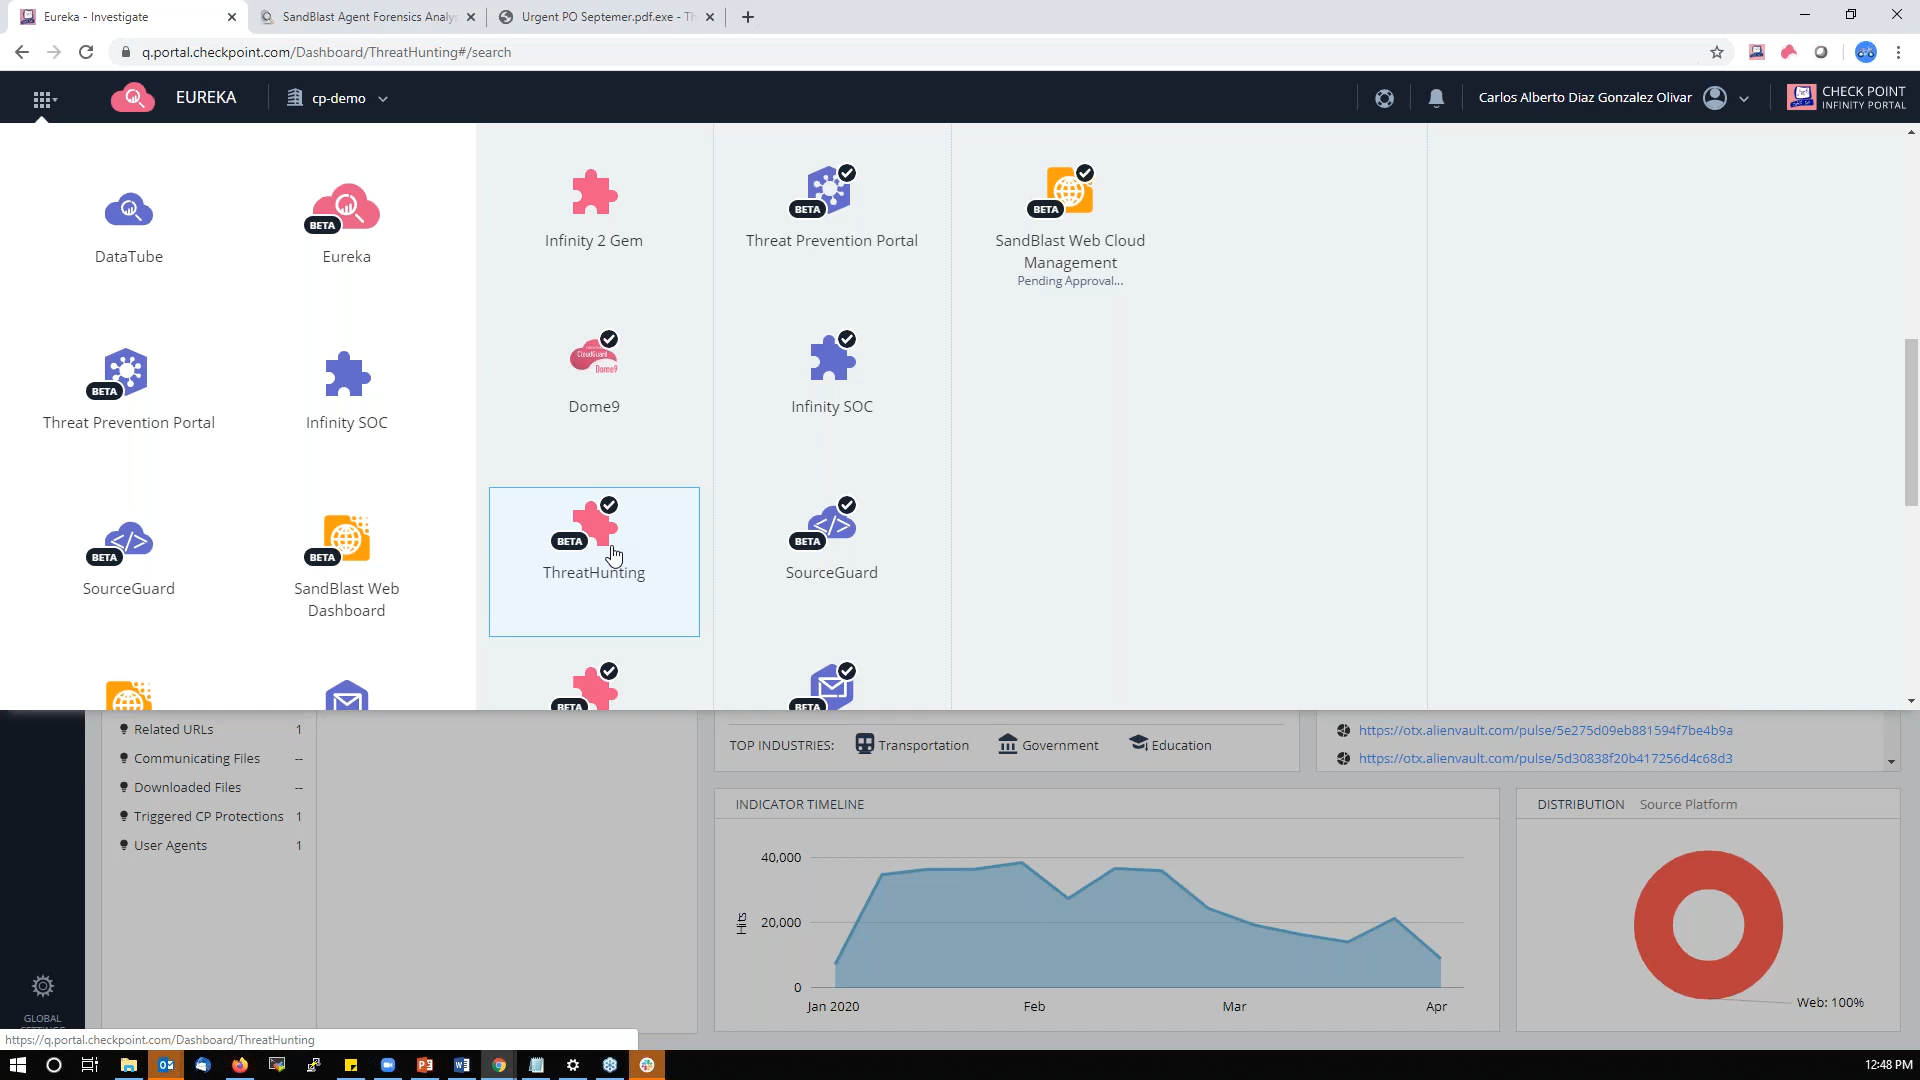 Eureka - Investigate
SandBlast Agent Forensics Analys
Urgent PO Septemer.pdf.exe - Th
q.portal.checkpoint.com/Dashboard/ThreatHunting#/search
EUREKA
cp-demo
Carlos Alberto Diaz Gonzalez Olivar
CHECK POINT
INFINITY PORTAL
BETA
DataTube
Eureka
Infinity 2 Gem
BETA
Threat Prevention Portal
BETA
SandBlast Web Cloud
Management
Pending Approval...
BETA
Threat Prevention Portal
Infinity SOC
CloudGuard
Dome9
Dome9
Infinity SOC
BETA
SourceGuard
BETA
SandBlast Web
Dashboard
BETA
ThreatHunting
BETA
SourceGuard
BETA
BETA
Related URLs 1
Communicating Files --
Downloaded Files --
Triggered CP Protections 1
User Agents 1
TOP INDUSTRIES: Transportation Government Education
https://otx.alienvault.com/pulse/5e275d09eb881594f7be4b9a
https://otx.alienvault.com/pulse/5d30838f20b417256d4c68d3
INDICATOR TIMELINE
Hits
40,000
20,000
0
Jan 2020 Feb Mar Apr
DISTRIBUTION Source Platform
Web: 100%
GLOBAL
https://q.portal.checkpoint.com/Dashboard/ThreatHunting
12:48 PM